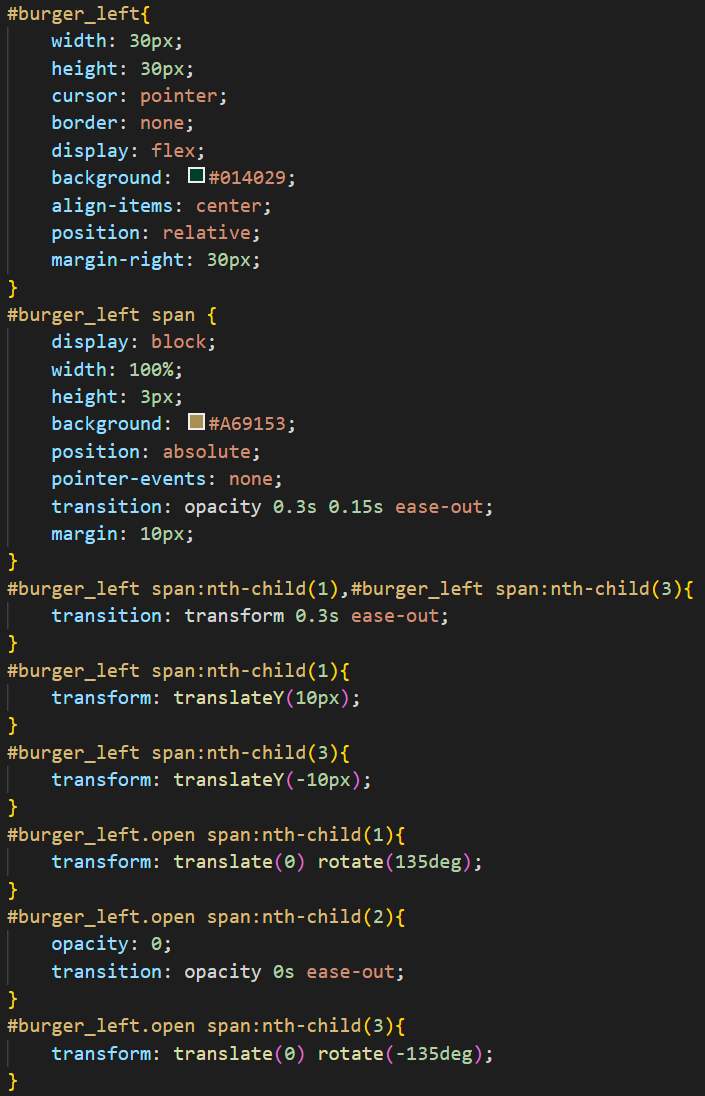 #burger_left{
    width: 30px;
    height: 30px;
    cursor: pointer;
    border: none;
    display: flex;
    background: #014029;
    align-items: center;
    position: relative;
    margin-right: 30px;
}
#burger_left span {
    display: block;
    width: 100%;
    height: 3px;
    background: #A69153;
    position: absolute;
    pointer-events: none;
    transition: opacity 0.3s 0.15s ease-out;
    margin: 10px;
}
#burger_left span:nth-child(1),#burger_left span:nth-child(3){
    transition: transform 0.3s ease-out;
}
#burger_left span:nth-child(1){
    transform: translateY(10px);
}
#burger_left span:nth-child(3){
    transform: translateY(-10px);
}
#burger_left.open span:nth-child(1){
    transform: translate(0) rotate(135deg);
}
#burger_left.open span:nth-child(2){
    opacity: 0;
    transition: opacity 0s ease-out;
}
#burger_left.open span:nth-child(3){
    transform: translate(0) rotate(-135deg);
}